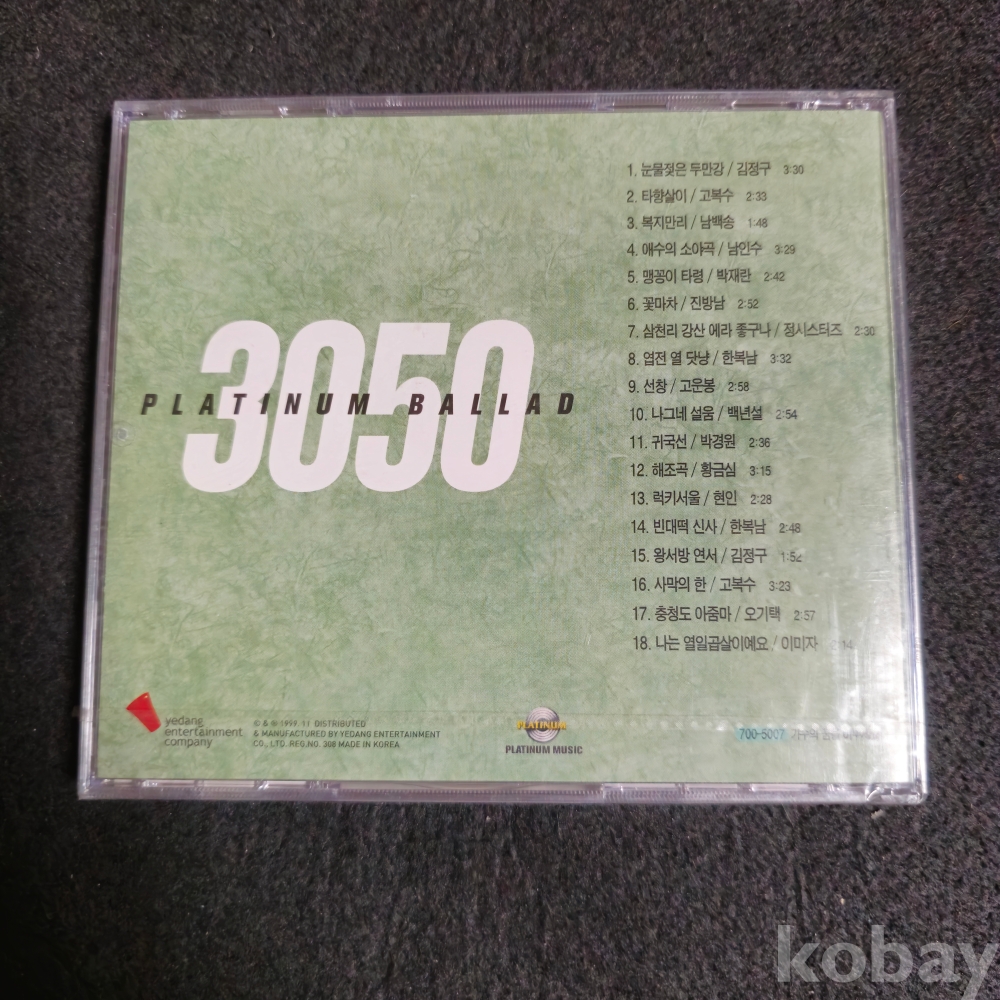 1. 눈물젖은 두만강 / 김정구 3:30
2. 타향살이 / 고복수 2:33
3. 복지만리 / 남백송 1:48
4. 애수의 소야곡 / 남인수 3:29
5. 맹꽁이 타령 / 박재란 2:42
6. 꽃마차 / 진방남 2:52
7. 삼천리 강산 에라 좋구나 / 정시스터즈 2:30
8. 엽전 열 닷냥 / 한복남 3:32
9. 선창 / 고운봉 2:58
10. 나그네 설움 / 백년설 2:54
11. 귀국선 / 박경원 2:36
12. 해조곡 / 황금심 3:15
13. 럭키서울 / 현인 2:28
14. 빈대떡 신사 / 한복남 2:48
15. 왕서방 연서 / 김정구 1:52
16. 사막의 한 / 고복수 3:23
17. 충청도 아줌마 / 오기택 2:57
18. 나는 열일곱살이예요 / 이미자
3050
PLATINUM BALLAD
yedang
entertainment
company
© & ℗ 1999. 11 DISTRIBUTED
& MANUFACTURED BY YEDANG ENTERTAINMENT
CO., LTD. REG.NO. 308 MADE IN KOREA
PLATINUM
PLATINUM MUSIC
700-5007
kobay